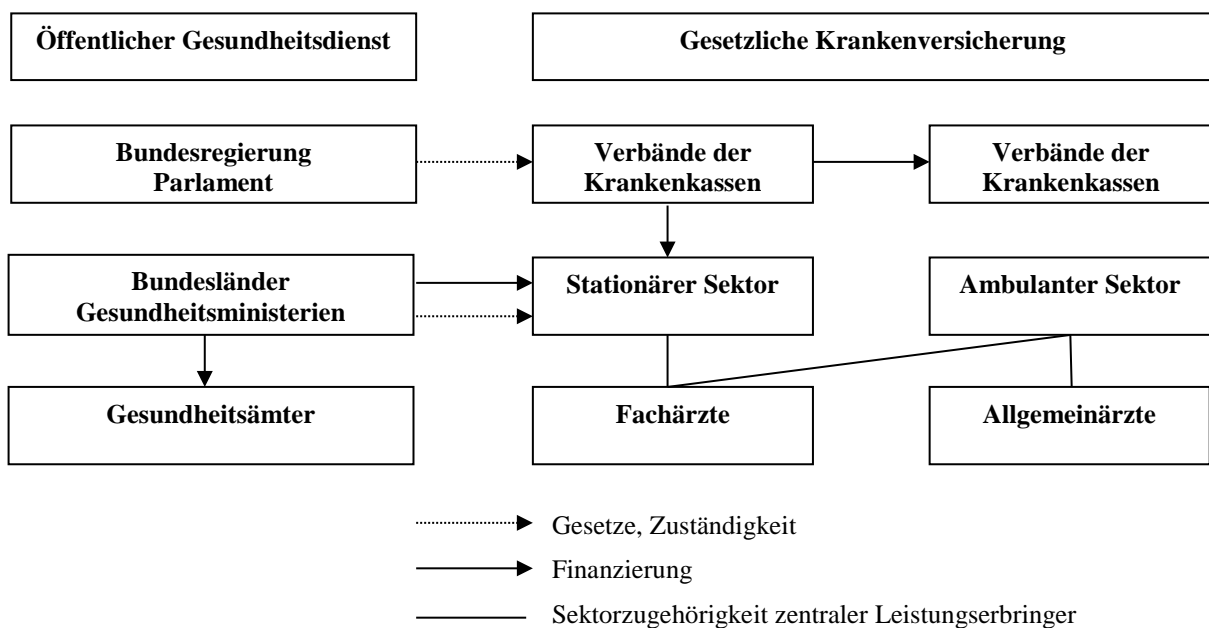 Öffentlicher Gesundheitsdienst
Gesetzliche Krankenversicherung
Bundesregierung
Parlament
Verbände der
Krankenkassen
Verbände der
Krankenkassen
Bundesländer
Gesundheitsministerien
Stationärer Sektor
Ambulanter Sektor
Gesundheitsämter
Fachärzte
Allgemeinärzte
Gesetze, Zuständigkeit
Finanzierung
Sektorzugehörigkeit zentraler Leistungserbringer